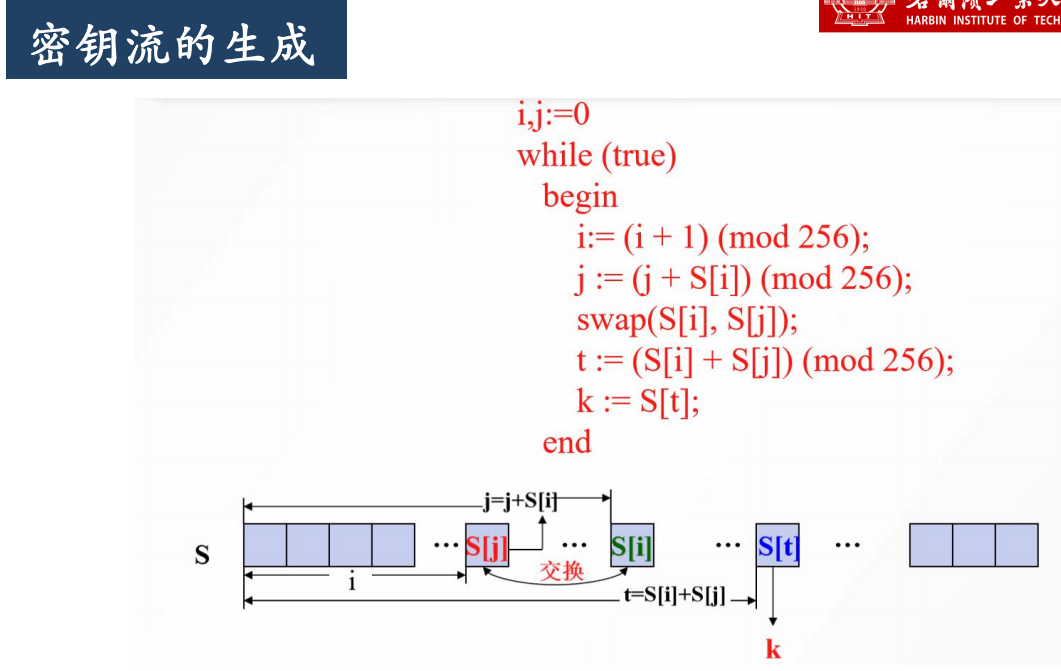 密钥流的生成
HARBIN INSTITUTE OF TECH
HIT
i,j:=0
while (true)
begin
i:= (i + 1) (mod 256);
j := (j + S[i]) (mod 256);
swap(S[i], S[j]);
t := (S[i] + S[j]) (mod 256);
k := S[t];
end
j=j+S[i]
S ··· S[j] ··· S[i] ··· S[t] ···
i
交换
t=S[i]+S[j]
k